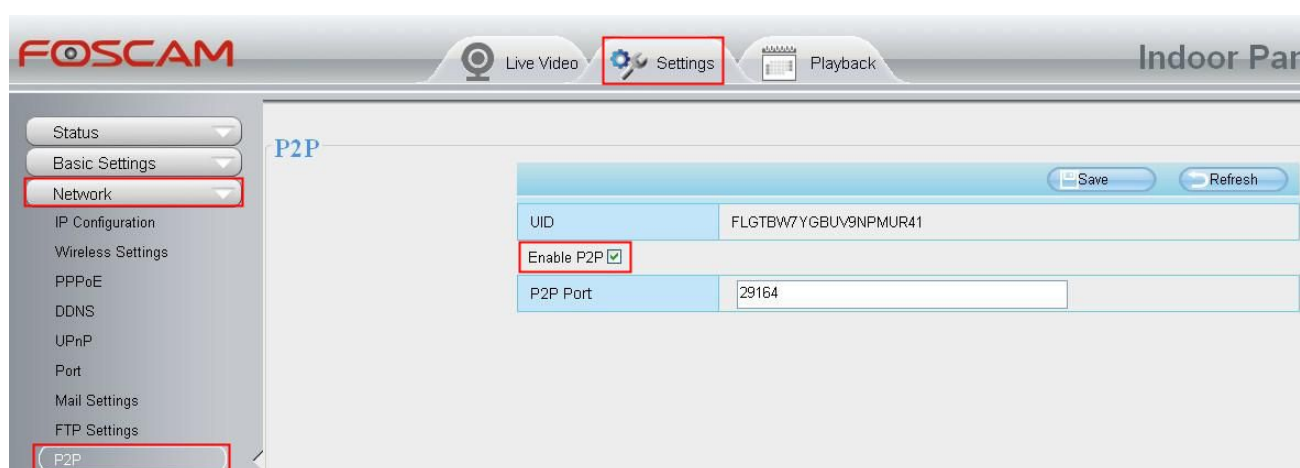 FOSCAM
Live Video Settings Playback Indoor Pan
Status
Basic Settings
Network
IP Configuration
Wireless Settings
PPPoE
DDNS
UPnP
Port
Mail Settings
FTP Settings
P2P
P2P
Save Refresh
UID FLGTBW7YGBUV9NPMUR41
Enable P2P
P2P Port 29164